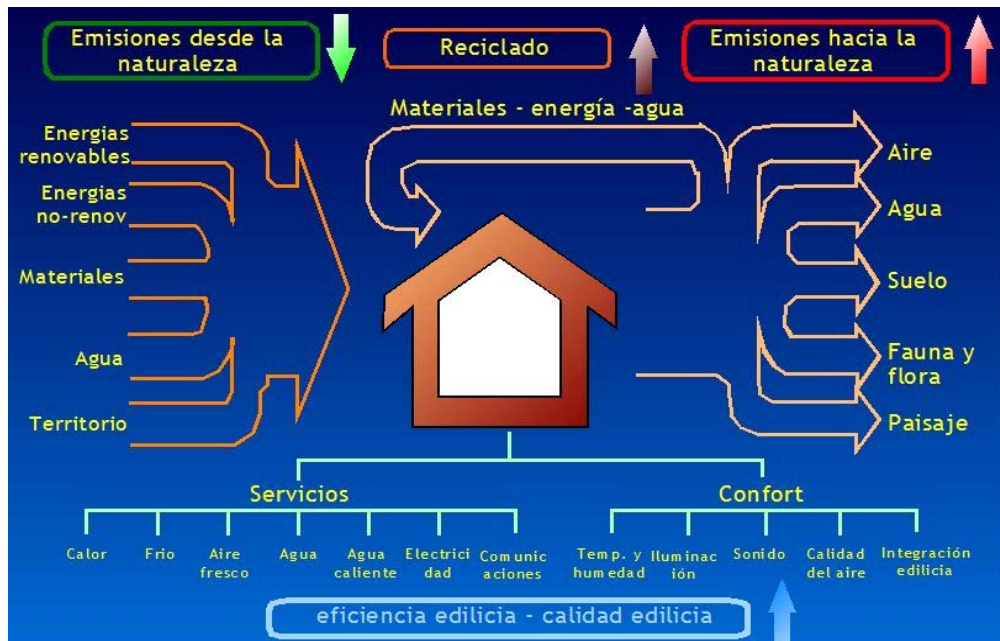 Emisiones desde la
naturaleza
Reciclado
Emisiones hacia la
naturaleza
Materiales - energía -agua
Energias
renovables
Energias
no-renov
Materiales
Agua
Territorio
Aire
Agua
Suelo
Fauna y
flora
Paisaje
Servicios
Confort
Calor
Frio
Aire
fresco
Agua
Agua
caliente
Electrici
dad
Comunic
aciones
Temp. y
humedad
Iluminac
ión
Sonido
Calidad
del aire
Integración
edilicia
eficiencia edilicia - calidad edilicia